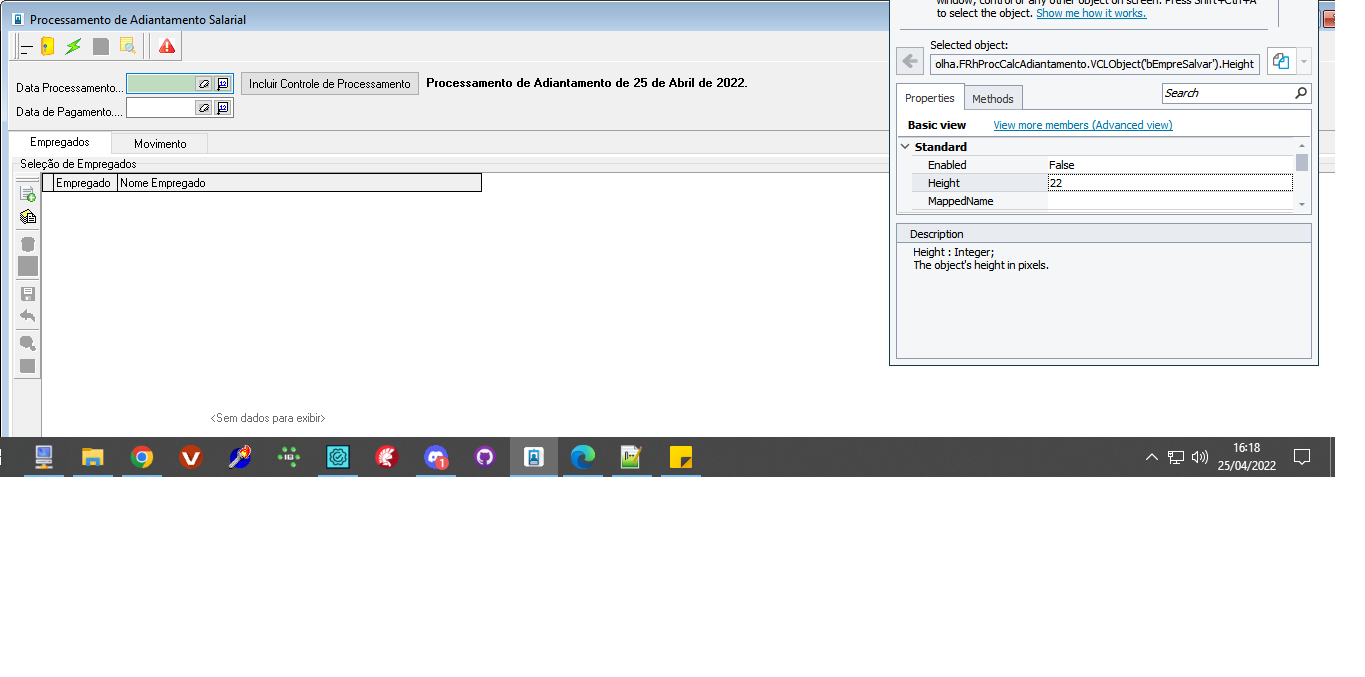 Processamento de Adiantamento Salarial
window, control or any other object on screen. Press Shift+Ctrl+A
to select the object. Show me how it works.
Selected object:
olha.FRhProcCalcAdiantamento.VCLObject('bEmpreSalvar').Height
Data Processamento...
Incluir Controle de Processamento
Processamento de Adiantamento de 25 de Abril de 2022.
Data de Pagamento....
Properties
Methods
Search
Basic view
View more members (Advanced view)
Standard
Enabled
False
Height
22
MappedName
Empregados
Movimento
Seleção de Empregados
Empregado
Nome Empregado
Description
Height : Integer;
The object's height in pixels.
<Sem dados para exibir>
1
16:18
25/04/2022